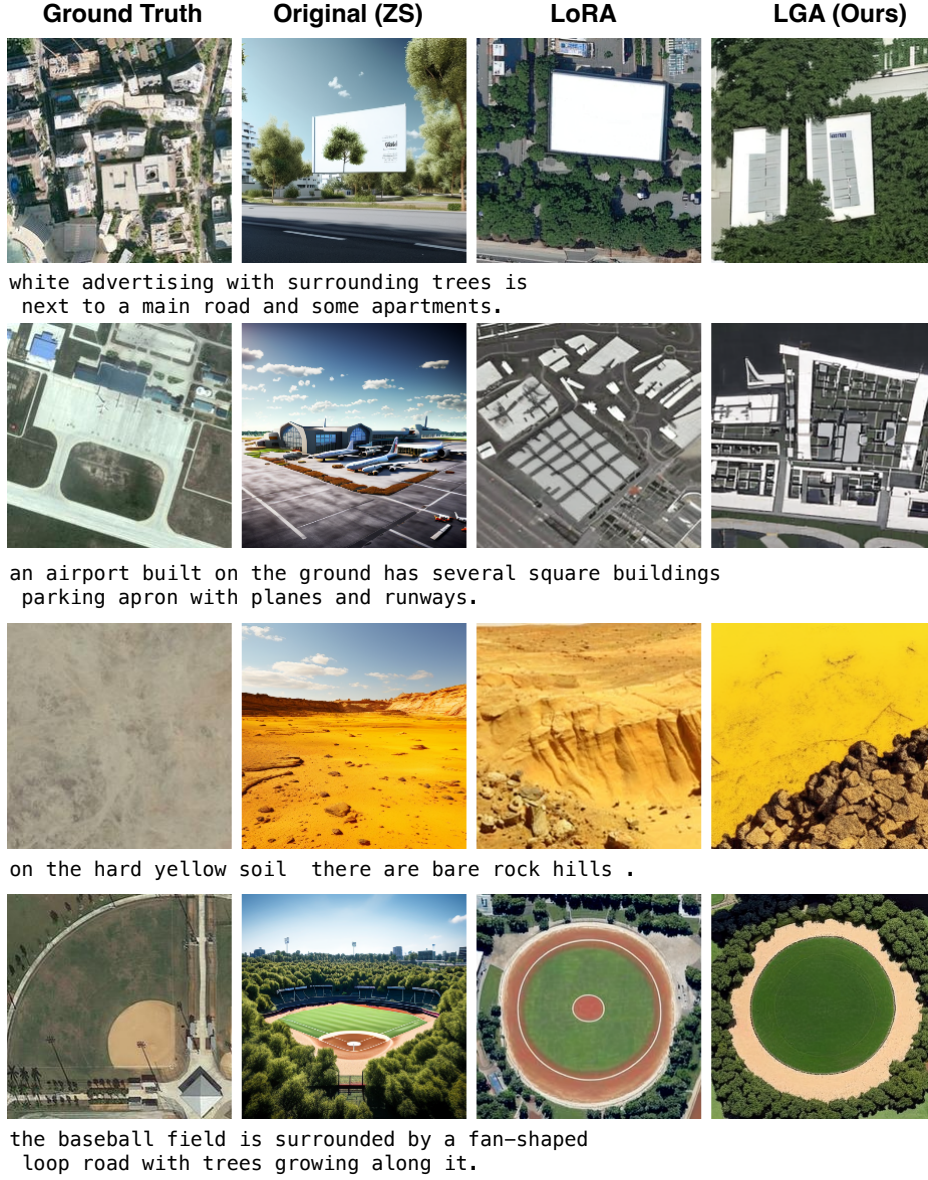 Ground Truth Original (ZS) LoRA LGA (Ours)
white advertising with surrounding trees is
next to a main road and some apartments.
an airport built on the ground has several square buildings
parking apron with planes and runways.
on the hard yellow soil  there are bare rock hills .
the baseball field is surrounded by a fan-shaped
loop road with trees growing along it.